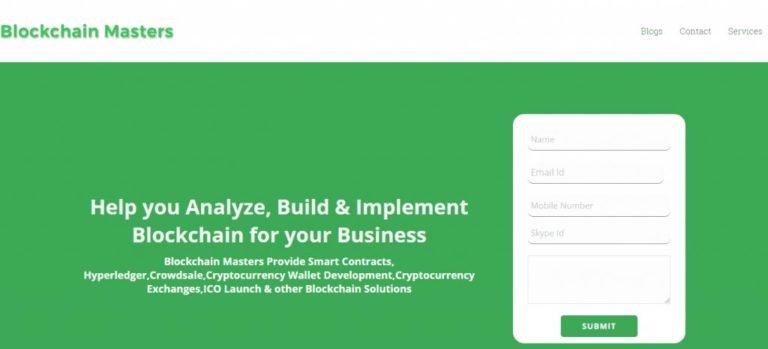 Blockchain Masters
Blogs Contact Services
Help you Analyze, Build & Implement
Blockchain for your Business
Blockchain Masters Provide Smart Contracts,
Hyperledger,Crowdsale,Cryptocurrency Wallet Development,Cryptocurrency
Exchanges,ICO Launch & other Blockchain Solutions
Name
Email Id
Mobile Number
Skype Id
SUBMIT